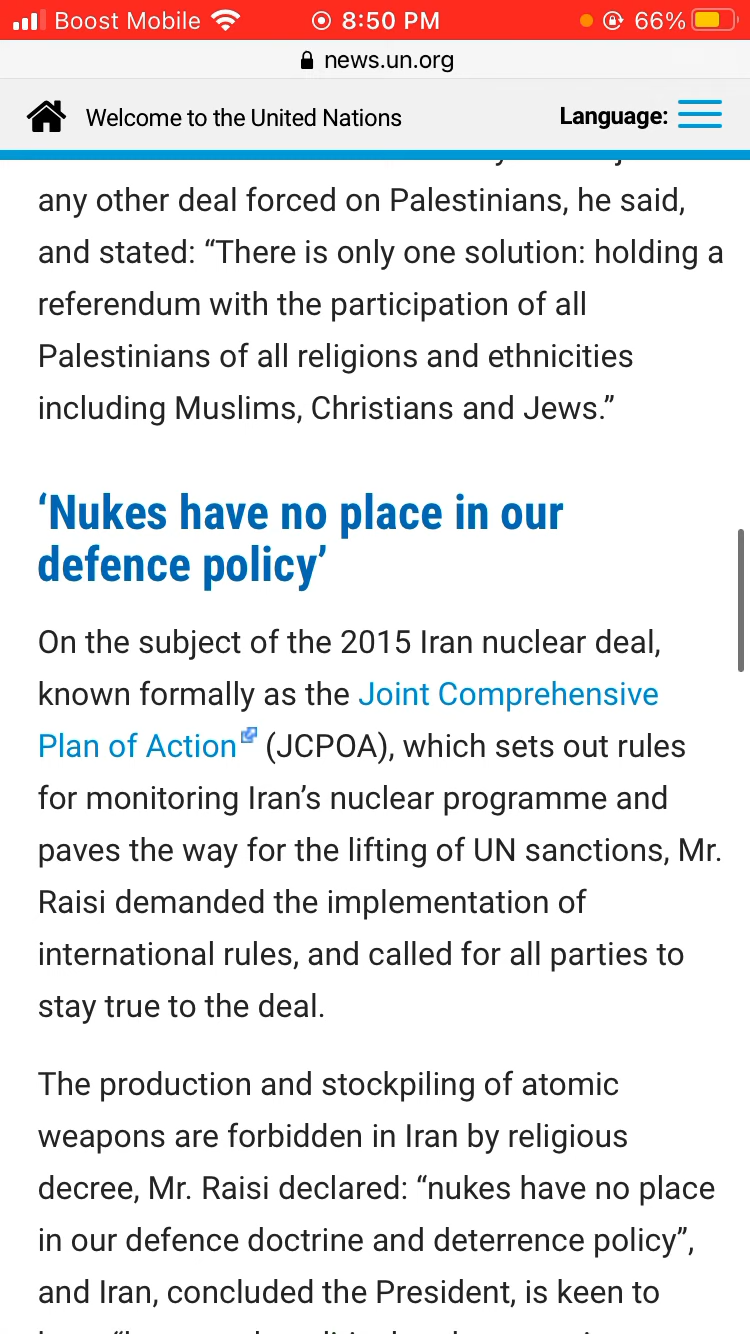 Boost Mobile 8:50 PM 66%
news.un.org
Welcome to the United Nations Language:
any other deal forced on Palestinians, he said,
and stated: “There is only one solution: holding a
referendum with the participation of all
Palestinians of all religions and ethnicities
including Muslims, Christians and Jews.”
‘Nukes have no place in our
defence policy’
On the subject of the 2015 Iran nuclear deal,
known formally as the Joint Comprehensive
Plan of Action (JCPOA), which sets out rules
for monitoring Iran’s nuclear programme and
paves the way for the lifting of UN sanctions, Mr.
Raisi demanded the implementation of
international rules, and called for all parties to
stay true to the deal.
The production and stockpiling of atomic
weapons are forbidden in Iran by religious
decree, Mr. Raisi declared: “nukes have no place
in our defence doctrine and deterrence policy”,
and Iran, concluded the President, is keen to